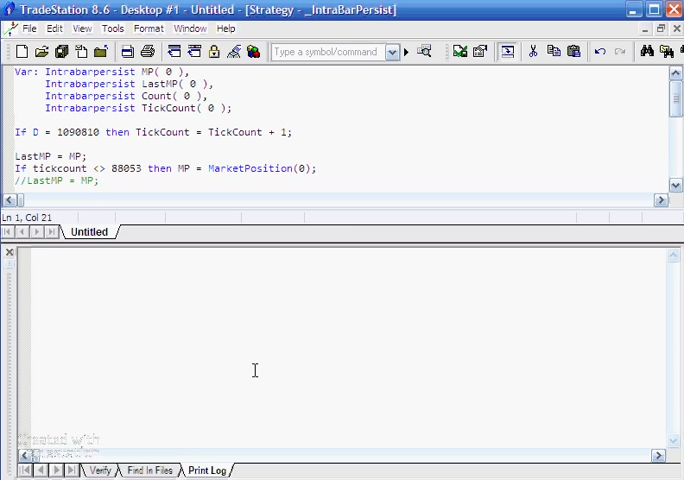 TradeStation 8.6 - Desktop #1 - Untitled - [Strategy - _IntraBarPersist]
File Edit View Tools Format Window Help
Type a symbol/command
Var: Intrabarpersist MP( 0 ),
Intrabarpersist LastMP( 0 ),
Intrabarpersist Count( 0 ),
Intrabarpersist TickCount( 0 );
If D = 1090810 then TickCount = TickCount + 1;
LastMP = MP;
If tickcount <> 88053 then MP = MarketPosition(0);
//LastMP = MP;
Ln 1, Col 21
Untitled
Created with
Verify Find In Files Print Log